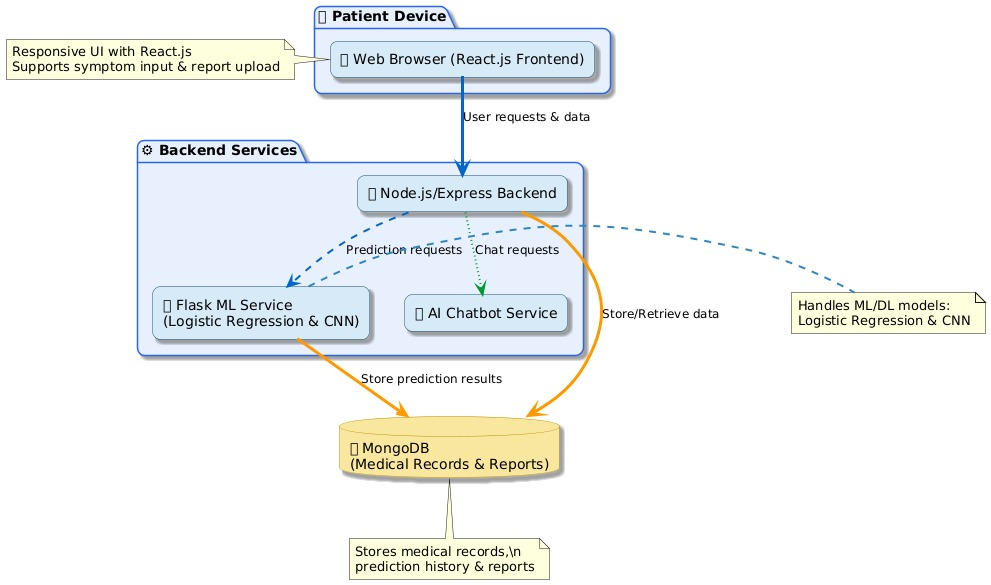 Patient Device
Responsive UI with React.js
Supports symptom input & report upload
Web Browser (React.js Frontend)
User requests & data
⚙ Backend Services
Node.js/Express Backend
Prediction requests
Chat requests
Flask ML Service
(Logistic Regression & CNN)
AI Chatbot Service
Handles ML/DL models:
Logistic Regression & CNN
Store/Retrieve data
Store prediction results
MongoDB
(Medical Records & Reports)
Stores medical records,\n
prediction history & reports